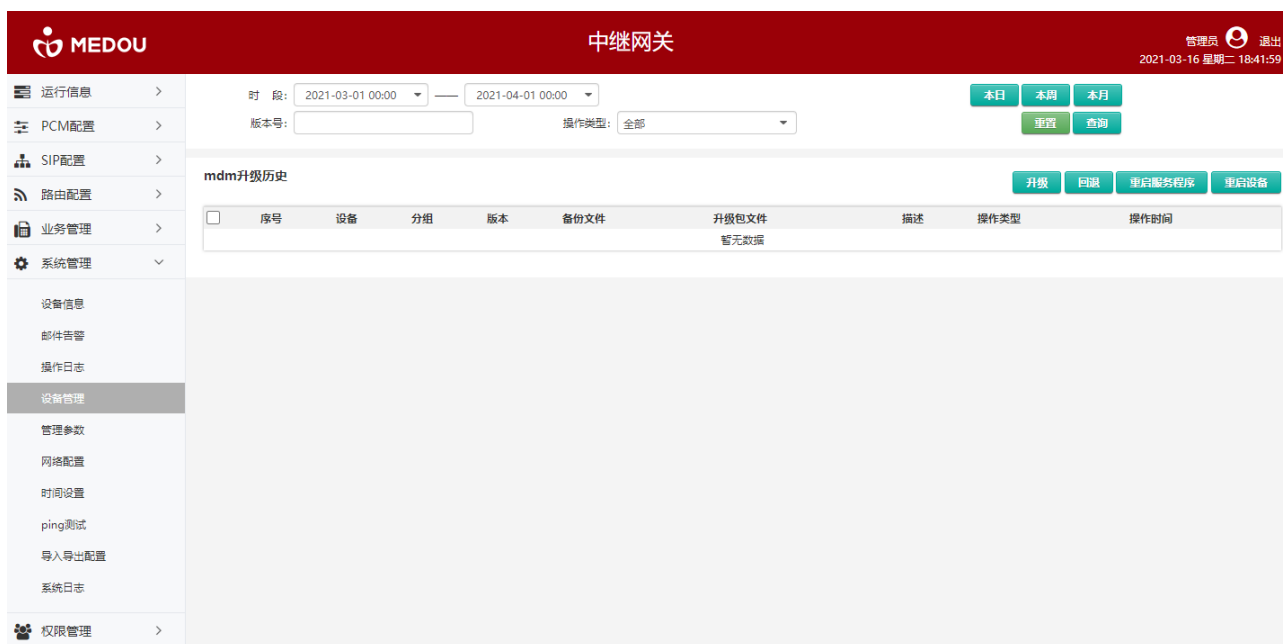 MEDOU
中继网关
管理员 退出
2021-03-16 星期二 18:41:59
运行信息
PCM配置
SIP配置
路由配置
业务管理
系统管理
设备信息
邮件告警
操作日志
设备管理
管理参数
网络配置
时间设置
ping测试
导入导出配置
系统日志
权限管理
时 段: 2021-03-01 00:00 —— 2021-04-01 00:00 本日 本周 本月
版本号: 操作类型: 全部 重置 查询
mdm升级历史 升级 回退 重启服务程序 重启设备
序号 设备 分组 版本 备份文件 升级包文件 描述 操作类型 操作时间
暂无数据